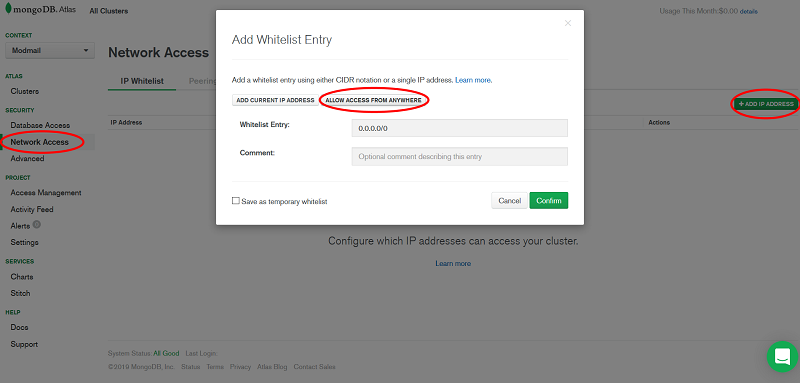 mongoDB. Atlas
All Clusters
Usage This Month:$0.00 details
CONTEXT
Modmail
ATLAS
Clusters
SECURITY
Database Access
Network Access
Advanced
PROJECT
Access Management
Activity Feed
Alerts
Settings
SERVICES
Charts
Stitch
HELP
Docs
Support
Network Access
IP Whitelist
Peering
+ ADD IP ADDRESS
IP Address
Actions
Add Whitelist Entry
Add a whitelist entry using either CIDR notation or a single IP address. Learn more.
ADD CURRENT IP ADDRESS
ALLOW ACCESS FROM ANYWHERE
Whitelist Entry:
0.0.0.0/0
Comment:
Optional comment describing this entry
Save as temporary whitelist
Cancel
Confirm
Configure which IP addresses can access your cluster.
Learn more
System Status: All Good Last Login:
©2019 MongoDB, Inc. Status Terms Privacy Atlas Blog Contact Sales